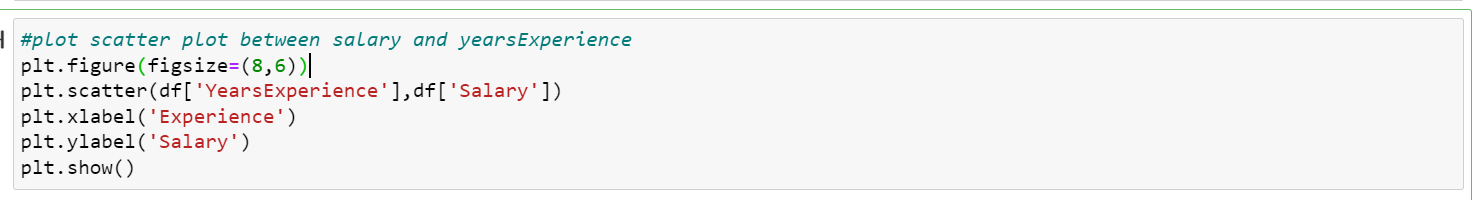 #plot scatter plot between salary and yearsExperience
plt.figure(figsize=(8,6))
plt.scatter(df['YearsExperience'],df['Salary'])
plt.xlabel('Experience')
plt.ylabel('Salary')
plt.show()